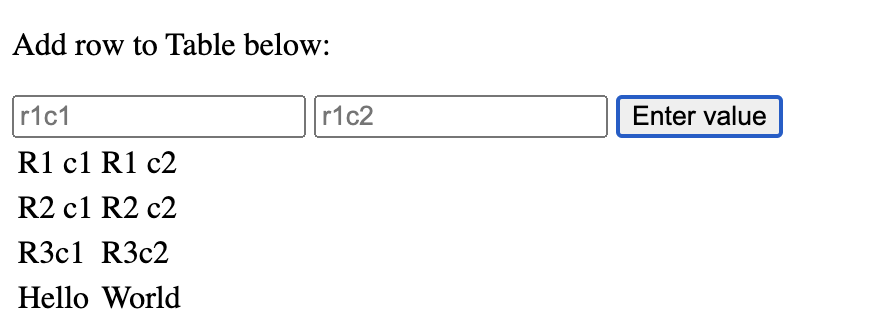 Add row to Table below:
r1c1 r1c2 Enter value
R1 c1 R1 c2
R2 c1 R2 c2
R3c1 R3c2
Hello World